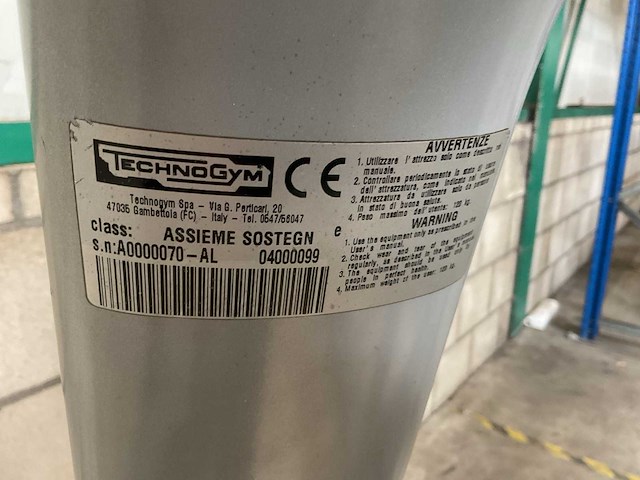 TECHNOGYM
CE
Technogym Spa - Via G. Perticari, 20
47035 Gambettola (FC) - Italy - Tel. 0547/56047
class: ASSIEME SOSTEGN e
s.n:A0000070-AL 04000099
AVVERTENZE
1. Utilizzare l'attrezzo solo come descritto nel
manuale.
2. Controllare periodicamente lo stato di usura
dell'attrezzatura, come indicato nel manuale
3. Attrezzatura da utilizzare solo da persone
in stato di buona salute.
4. Peso massimo dell'utente: 120 kg.
WARNING
1. Use the equipment only as prescribed in the
User's manual.
2. Check wear and tear of the equipment
regularly, as described in the User's manual
3. The equipment should be used only by
people in perfect health.
4. Maximum weight of the user: 120 kg.